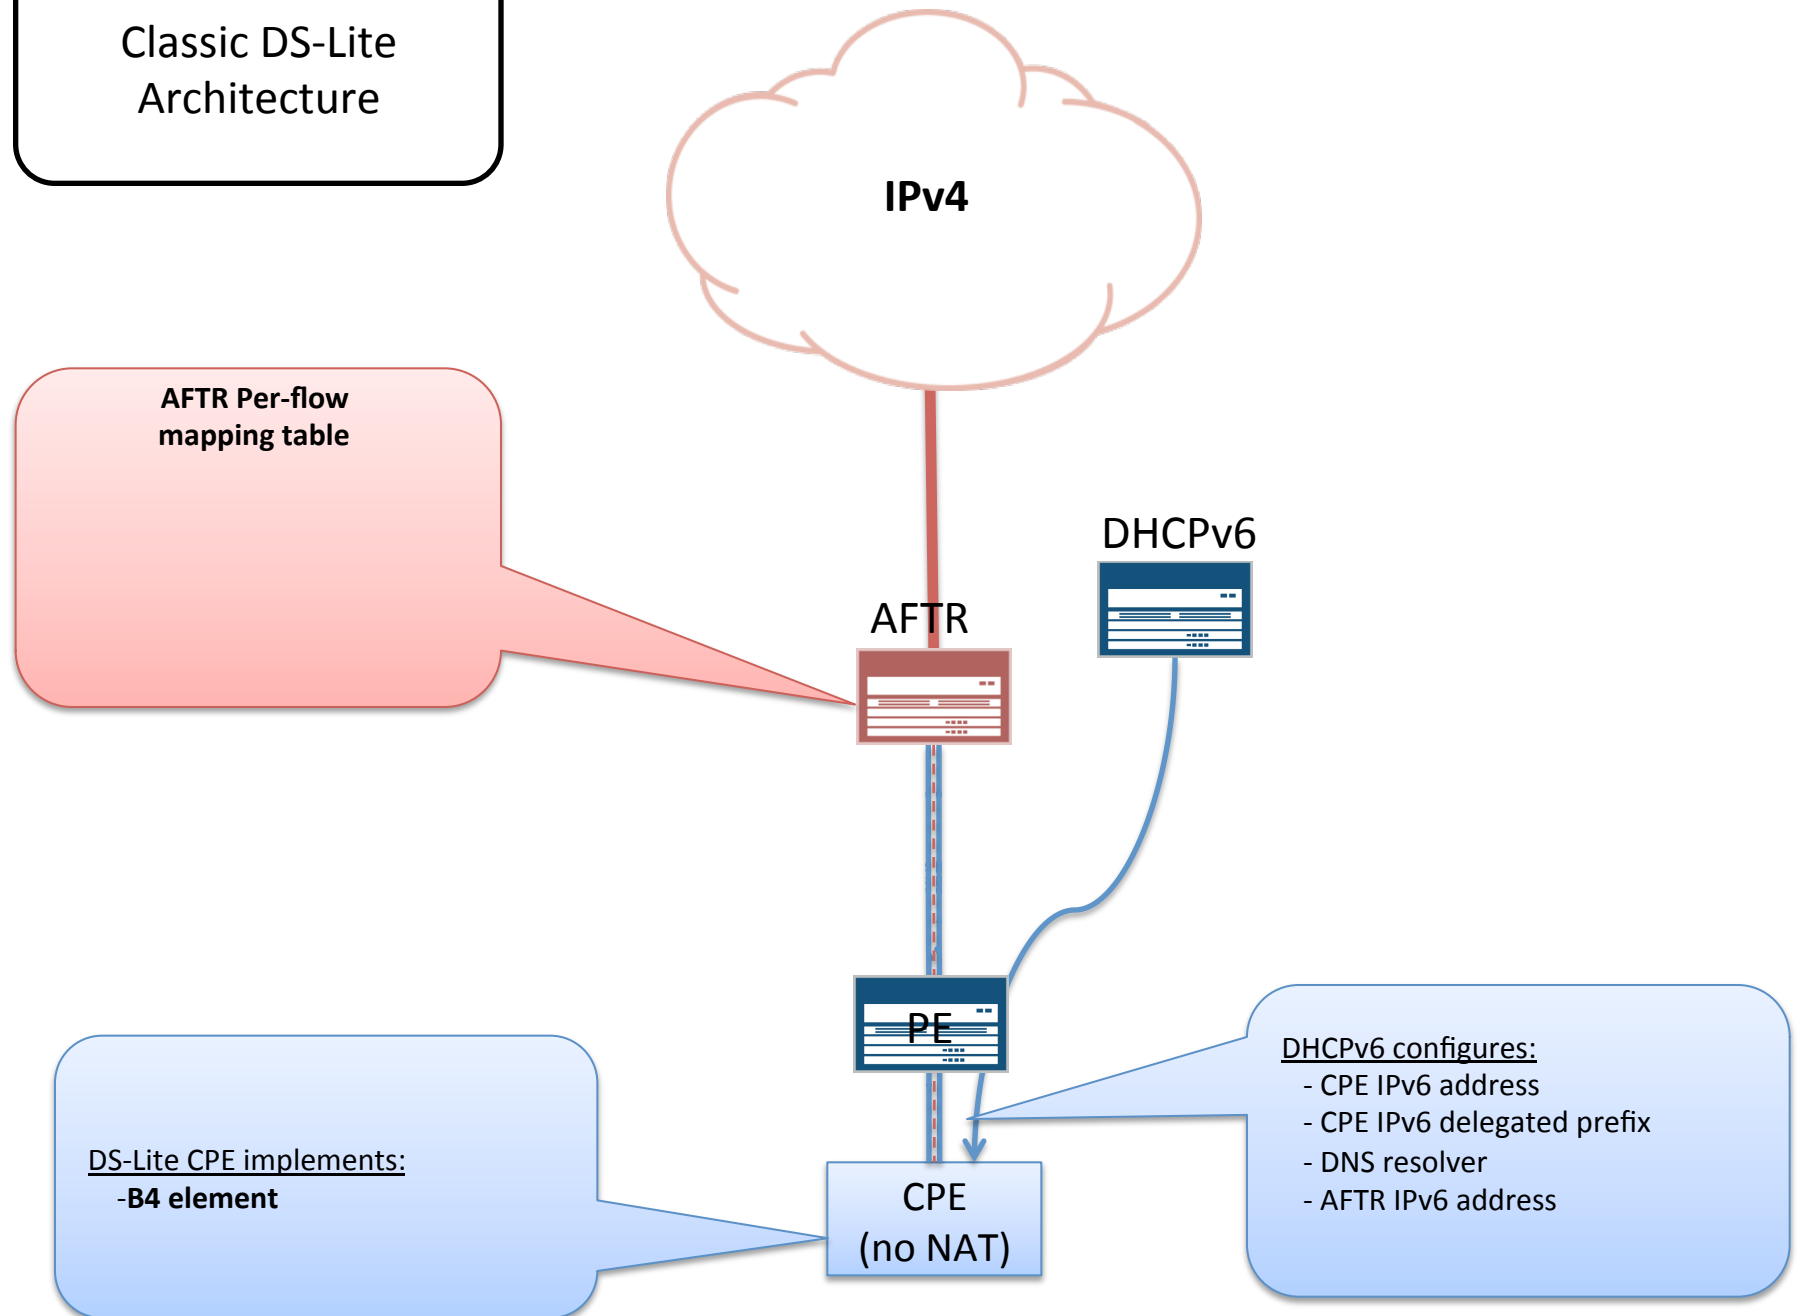 Classic DS-Lite
Architecture
IPv4
AFTR Per-flow
mapping table
DHCPv6
AFTR
PE
DHCPv6 configures:
- CPE IPv6 address
- CPE IPv6 delegated prefix
- DNS resolver
- AFTR IPv6 address
DS-Lite CPE implements:
-B4 element
CPE
(no NAT)